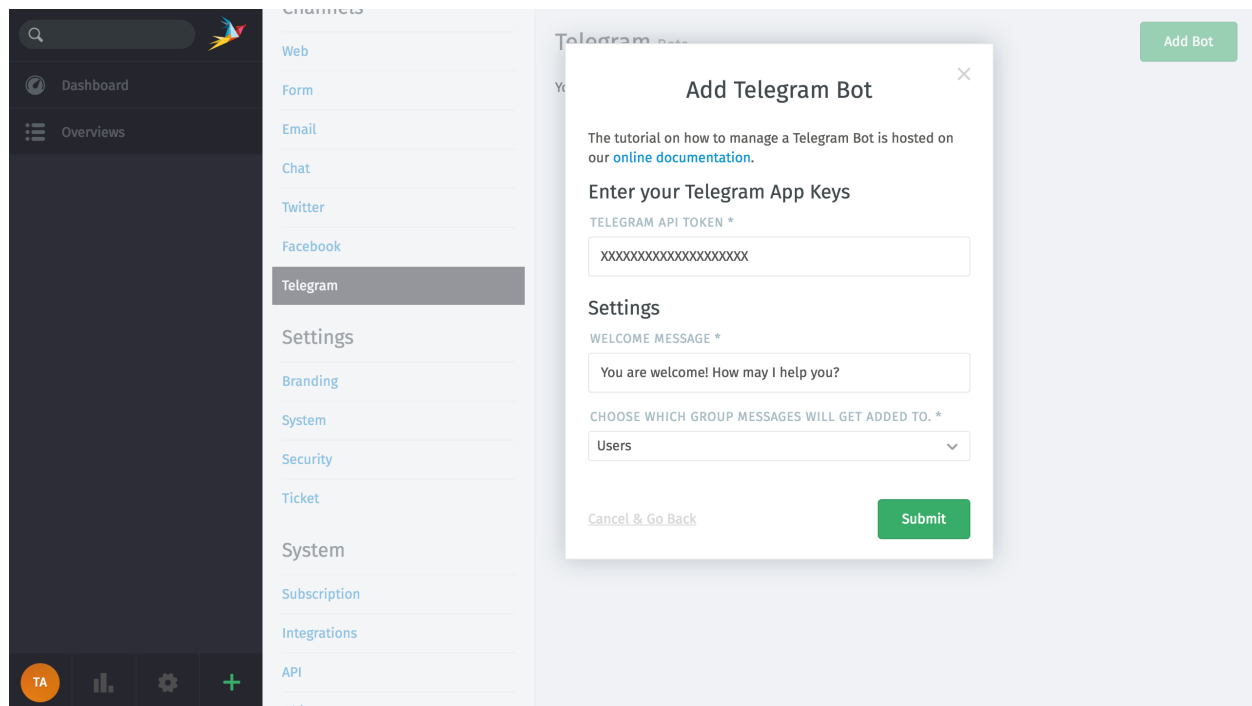 Dashboard
Overviews
TA
Channels
Web
Form
Email
Chat
Twitter
Facebook
Telegram
Settings
Branding
System
Security
Ticket
System
Subscription
Integrations
API
Telegram Bots
Add Bot
Add Telegram Bot
The tutorial on how to manage a Telegram Bot is hosted on
our online documentation.
Enter your Telegram App Keys
TELEGRAM API TOKEN *
XXXXXXXXXXXXXXXXXXXX
Settings
WELCOME MESSAGE *
You are welcome! How may I help you?
CHOOSE WHICH GROUP MESSAGES WILL GET ADDED TO. *
Users
Cancel & Go Back
Submit